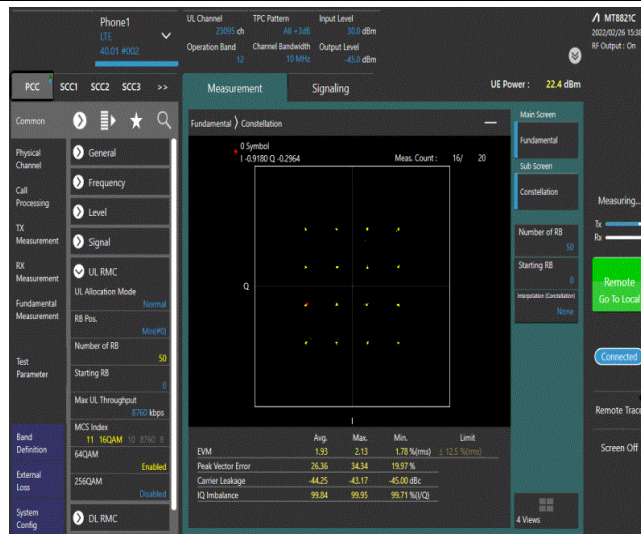 Phone1
LTE
40.01 #002
UL Channel
23095 ch
TPC Pattern
All +3dB
Input Level
30.0 dBm
Operation Band
12
Channel Bandwidth
10 MHz
Output Level
-45.0 dBm
MT8821C
2022/02/26 15:38
RF Output : On
PCC SCC1 SCC2 SCC3 >>
Measurement
Signaling
UE Power : 22.4 dBm
Common
Physical
Channel
Call
Processing
TX
Measurement
RX
Measurement
Fundamental
Measurement
Test
Parameter
Band
Definition
External
Loss
System
Config
General
Frequency
Level
Signal
UL RMC
UL Allocation Mode
Normal
RB Pos.
Min(#0)
Number of RB
50
Starting RB
0
Max UL Throughput
8760 kbps
MCS Index
11 16QAM 10 8760 8
64QAM
Enabled
256QAM
Disabled
DL RMC
Fundamental > Constellation
0 Symbol
I -0.9180 Q -0.2964
Meas. Count : 16/ 20
Q
I
Avg. Max. Min. Limit
EVM 1.93 2.13 1.78 %(rms) ≤ 12.5 %(rms)
Peak Vector Error 26.36 34.34 19.97 %
Carrier Leakage -44.25 -43.17 -45.00 dBc
IQ Imbalance 99.84 99.95 99.71 %(I/Q)
Main Screen
Fundamental
Sub Screen
Constellation
Number of RB
50
Starting RB
0
Interpolation (Constellation)
None
4 Views
Measuring...
Tx
Rx
Remote
Go To Local
Connected
Remote Trace
Screen Off